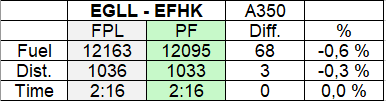 EGLL - EFHK A350
FPL PF Diff. %
Fuel 12163 12095 68 -0,6 %
Dist. 1036 1033 3 -0,3 %
Time 2:16 2:16 0 0,0 %